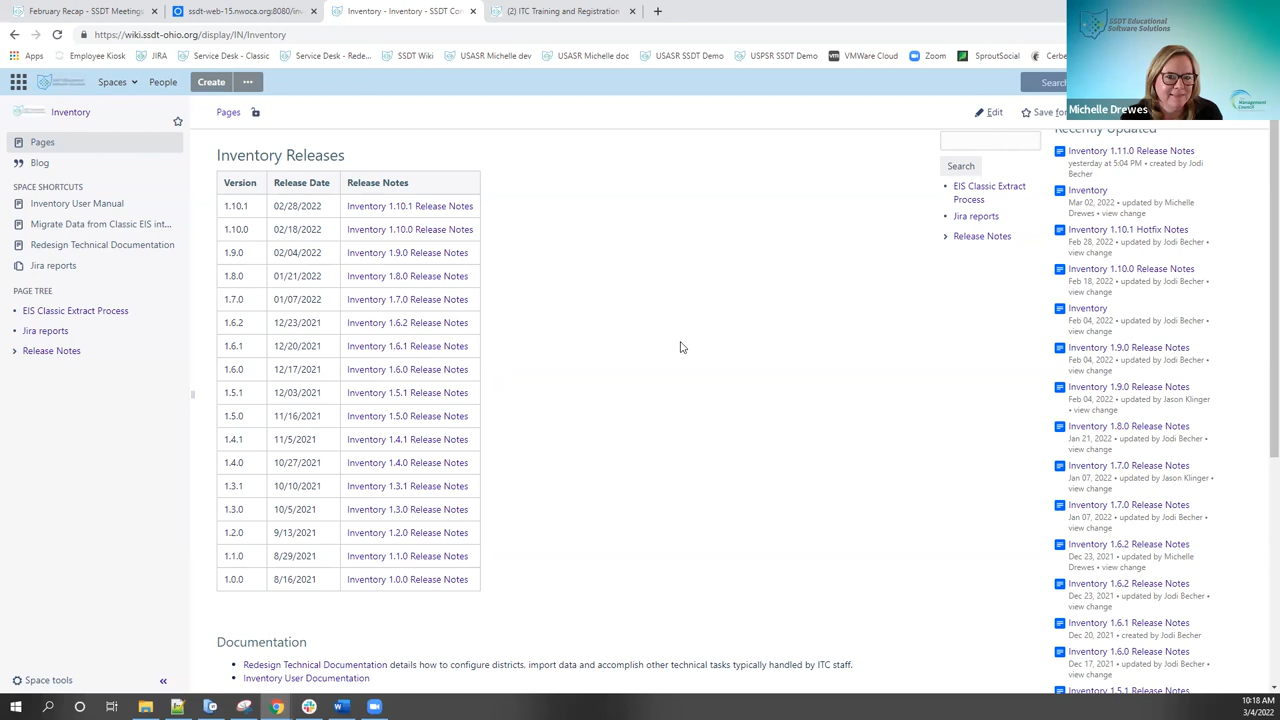 February Recap - SSDT Meetings
ssdt-web-15.nwoca.org:8080/in
Inventory - Inventory - SSDT Con
(2) ITC Training and Registration
https://wiki.ssdt-ohio.org/display/IN/Inventory
Apps
Employee Kiosk
JIRA
Service Desk - Classic
Service Desk - Rede...
SSDT Wiki
USASR Michelle dev
USASR Michelle doc
USASR SSDT Demo
USPSR SSDT Demo
VMWare Cloud
Zoom
SproutSocial
Cerbe
SSDT Educational
Software Solutions
Management
Council
Michelle Drewes
Spaces
People
Create
Search
Inventory
Pages
Blog
SPACE SHORTCUTS
Inventory User Manual
Migrate Data from Classic EIS int...
Redesign Technical Documentation
Jira reports
PAGE TREE
EIS Classic Extract Process
Jira reports
Release Notes
Space tools
Pages
Edit
Save for
Inventory Releases
Version Release Date Release Notes
1.10.1 02/28/2022 Inventory 1.10.1 Release Notes
1.10.0 02/18/2022 Inventory 1.10.0 Release Notes
1.9.0 02/04/2022 Inventory 1.9.0 Release Notes
1.8.0 01/21/2022 Inventory 1.8.0 Release Notes
1.7.0 01/07/2022 Inventory 1.7.0 Release Notes
1.6.2 12/23/2021 Inventory 1.6.2 Release Notes
1.6.1 12/20/2021 Inventory 1.6.1 Release Notes
1.6.0 12/17/2021 Inventory 1.6.0 Release Notes
1.5.1 12/03/2021 Inventory 1.5.1 Release Notes
1.5.0 11/16/2021 Inventory 1.5.0 Release Notes
1.4.1 11/5/2021 Inventory 1.4.1 Release Notes
1.4.0 10/27/2021 Inventory 1.4.0 Release Notes
1.3.1 10/10/2021 Inventory 1.3.1 Release Notes
1.3.0 10/5/2021 Inventory 1.3.0 Release Notes
1.2.0 9/13/2021 Inventory 1.2.0 Release Notes
1.1.0 8/29/2021 Inventory 1.1.0 Release Notes
1.0.0 8/16/2021 Inventory 1.0.0 Release Notes
Documentation
Redesign Technical Documentation details how to configure districts, import data and accomplish other technical tasks typically handled by ITC staff.
Inventory User Documentation
Search
EIS Classic Extract
Process
Jira reports
Release Notes
Recently Updated
Inventory 1.11.0 Release Notes
yesterday at 5:04 PM • created by Jodi
Becher
Inventory
Mar 02, 2022 • updated by Michelle
Drewes • view change
Inventory 1.10.1 Hotfix Notes
Feb 28, 2022 • updated by Jodi Becher •
view change
Inventory 1.10.0 Release Notes
Feb 18, 2022 • updated by Jodi Becher •
view change
Inventory
Feb 04, 2022 • updated by Jodi Becher •
view change
Inventory 1.9.0 Release Notes
Feb 04, 2022 • updated by Jodi Becher •
view change
Inventory 1.9.0 Release Notes
Feb 04, 2022 • updated by Jason Klinger
• view change
Inventory 1.8.0 Release Notes
Jan 21, 2022 • updated by Jodi Becher •
view change
Inventory 1.7.0 Release Notes
Jan 07, 2022 • updated by Jason Klinger •
view change
Inventory 1.7.0 Release Notes
Jan 07, 2022 • updated by Jodi Becher •
view change
Inventory 1.6.2 Release Notes
Dec 23, 2021 • updated by Michelle
Drewes • view change
Inventory 1.6.2 Release Notes
Dec 23, 2021 • updated by Jodi Becher •
view change
Inventory 1.6.1 Release Notes
Dec 20, 2021 • created by Jodi Becher
Inventory 1.6.0 Release Notes
Dec 17, 2021 • updated by Jodi Becher •
view change
Inventory 1.5.1 Release Notes
10:18 AM
3/4/2022